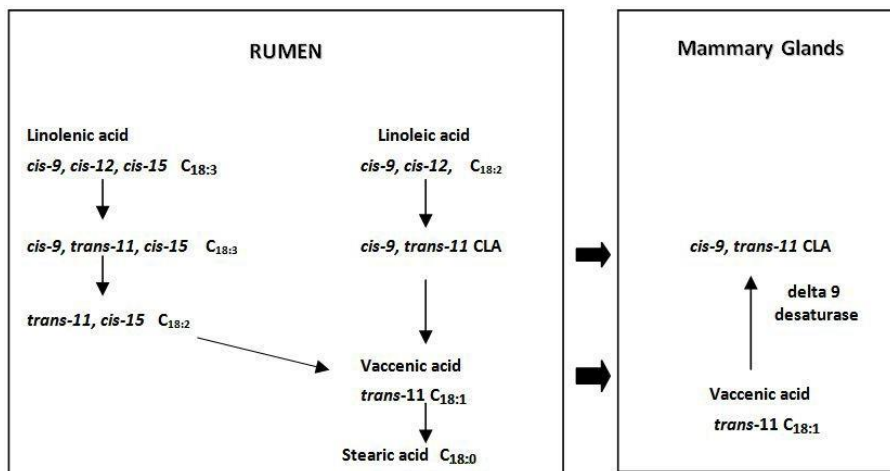 RUMEN
Linolenic acid
cis-9, cis-12, cis-15 C18:3
cis-9, trans-11, cis-15 C18:3
trans-11, cis-15 C18:2
Linoleic acid
cis-9, cis-12, C18:2
cis-9, trans-11 CLA
Vaccenic acid
trans-11 C18:1
Stearic acid C18:0
Mammary Glands
cis-9, trans-11 CLA
delta 9
desaturase
Vaccenic acid
trans-11 C18:1